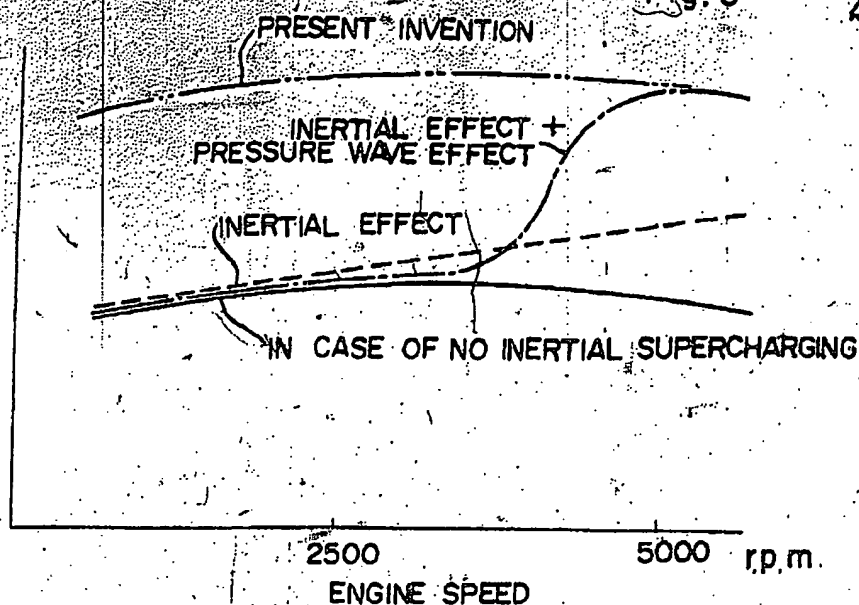 PRESENT INVENTION
INERTIAL EFFECT +
PRESSURE WAVE EFFECT
INERTIAL EFFECT
IN CASE OF NO INERTIAL SUPERCHARGING
2500
5000 r.p.m.
ENGINE SPEED